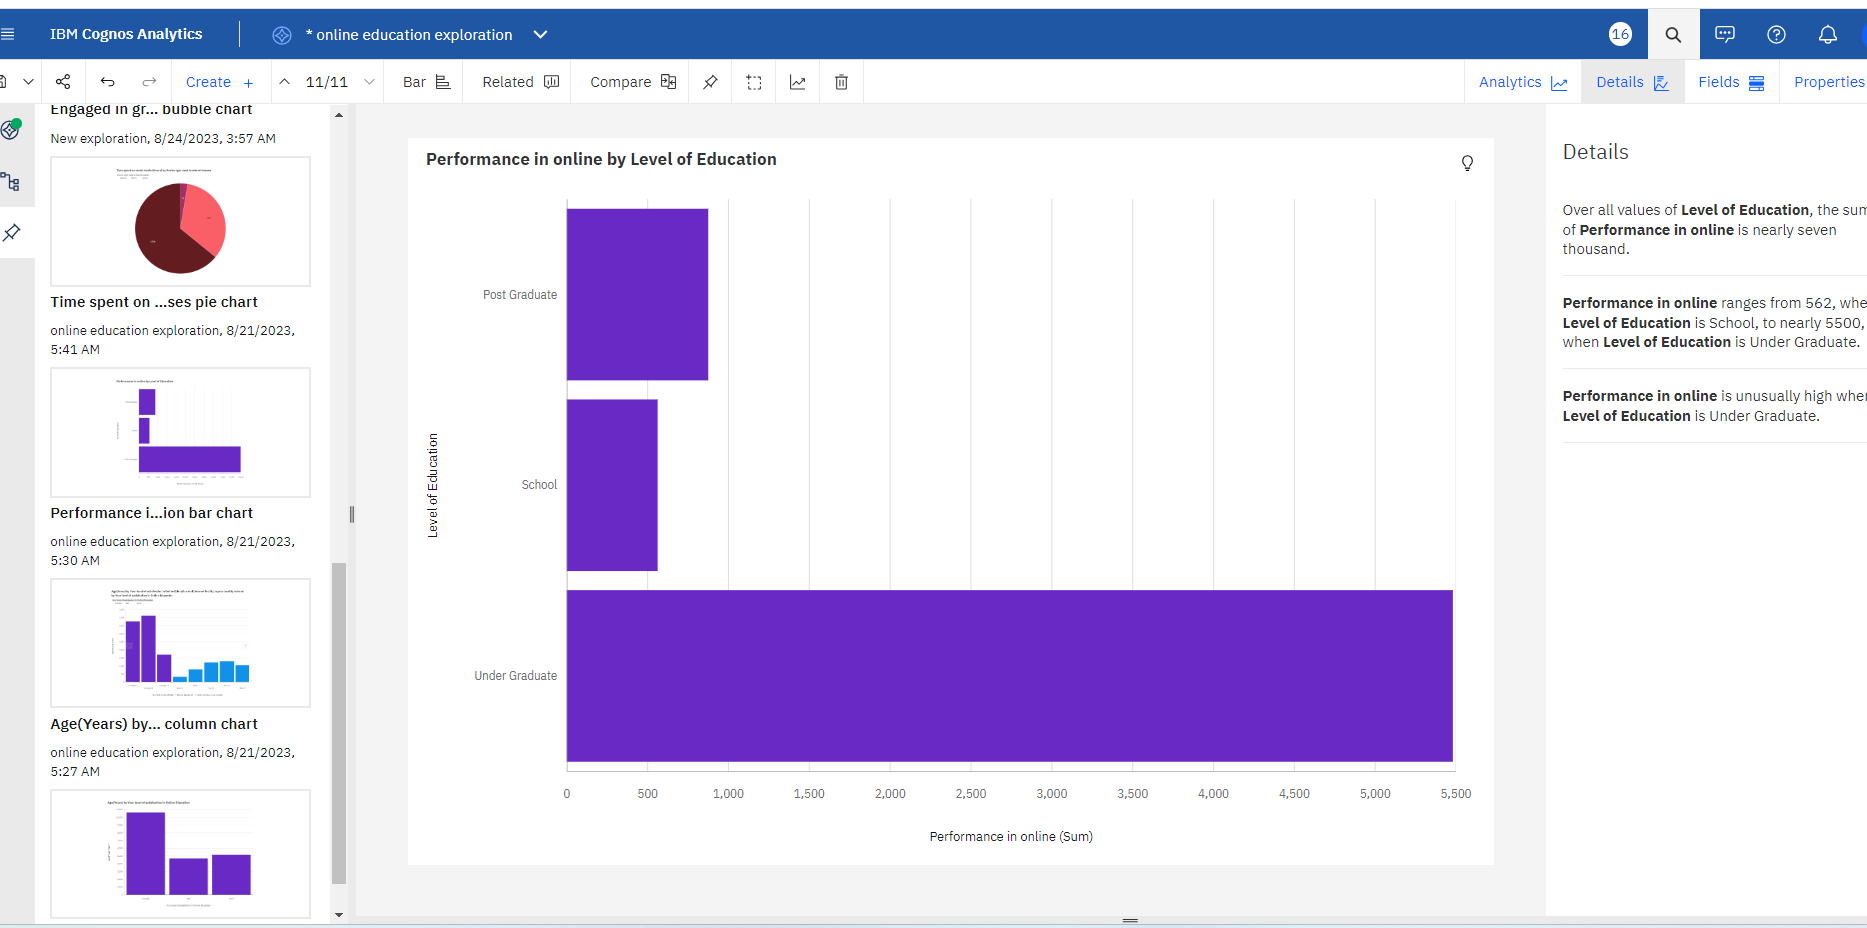 IBM Cognos Analytics
* online education exploration
16
Create +
11/11
Bar
Related
Compare
Analytics
Details
Fields
Properties
Engaged in gr... bubble chart
New exploration, 8/24/2023, 3:57 AM
Time spent on ...ses pie chart
online education exploration, 8/21/2023,
5:41 AM
Performance i...ion bar chart
online education exploration, 8/21/2023,
5:30 AM
Age(Years) by... column chart
online education exploration, 8/21/2023,
5:27 AM
Performance in online by Level of Education
Level of Education
Post Graduate
School
Under Graduate
0 500 1,000 1,500 2,000 2,500 3,000 3,500 4,000 4,500 5,000 5,500
Performance in online (Sum)
Details
Over all values of Level of Education, the sum
of Performance in online is nearly seven
thousand.
Performance in online ranges from 562, whe
Level of Education is School, to nearly 5500,
when Level of Education is Under Graduate.
Performance in online is unusually high when
Level of Education is Under Graduate.